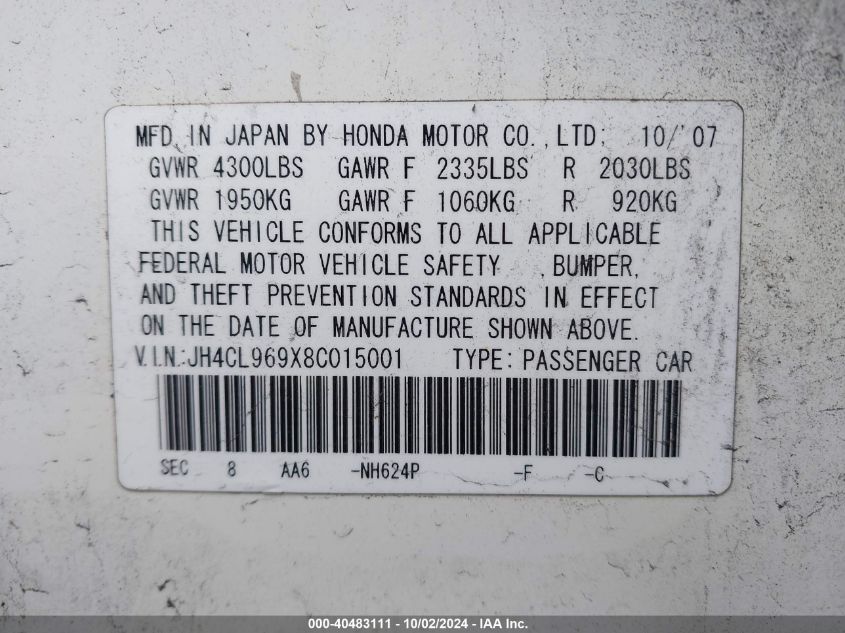 MFD. IN JAPAN BY HONDA MOTOR CO., LTD. 10/'07
GVWR 4300LBS GAWR F 2335LBS R 2030LBS
GVWR 1950KG GAWR F 1060KG R 920KG
THIS VEHICLE CONFORMS TO ALL APPLICABLE
FEDERAL MOTOR VEHICLE SAFETY , BUMPER,
AND THEFT PREVENTION STANDARDS IN EFFECT
ON THE DATE OF MANUFACTURE SHOWN ABOVE.
V.I.N.:JH4CL969X8C015001 TYPE: PASSENGER CAR
SEC 8 AA6 -NH624P -F -C
000-40483111 - 10/02/2024 - IAA Inc.